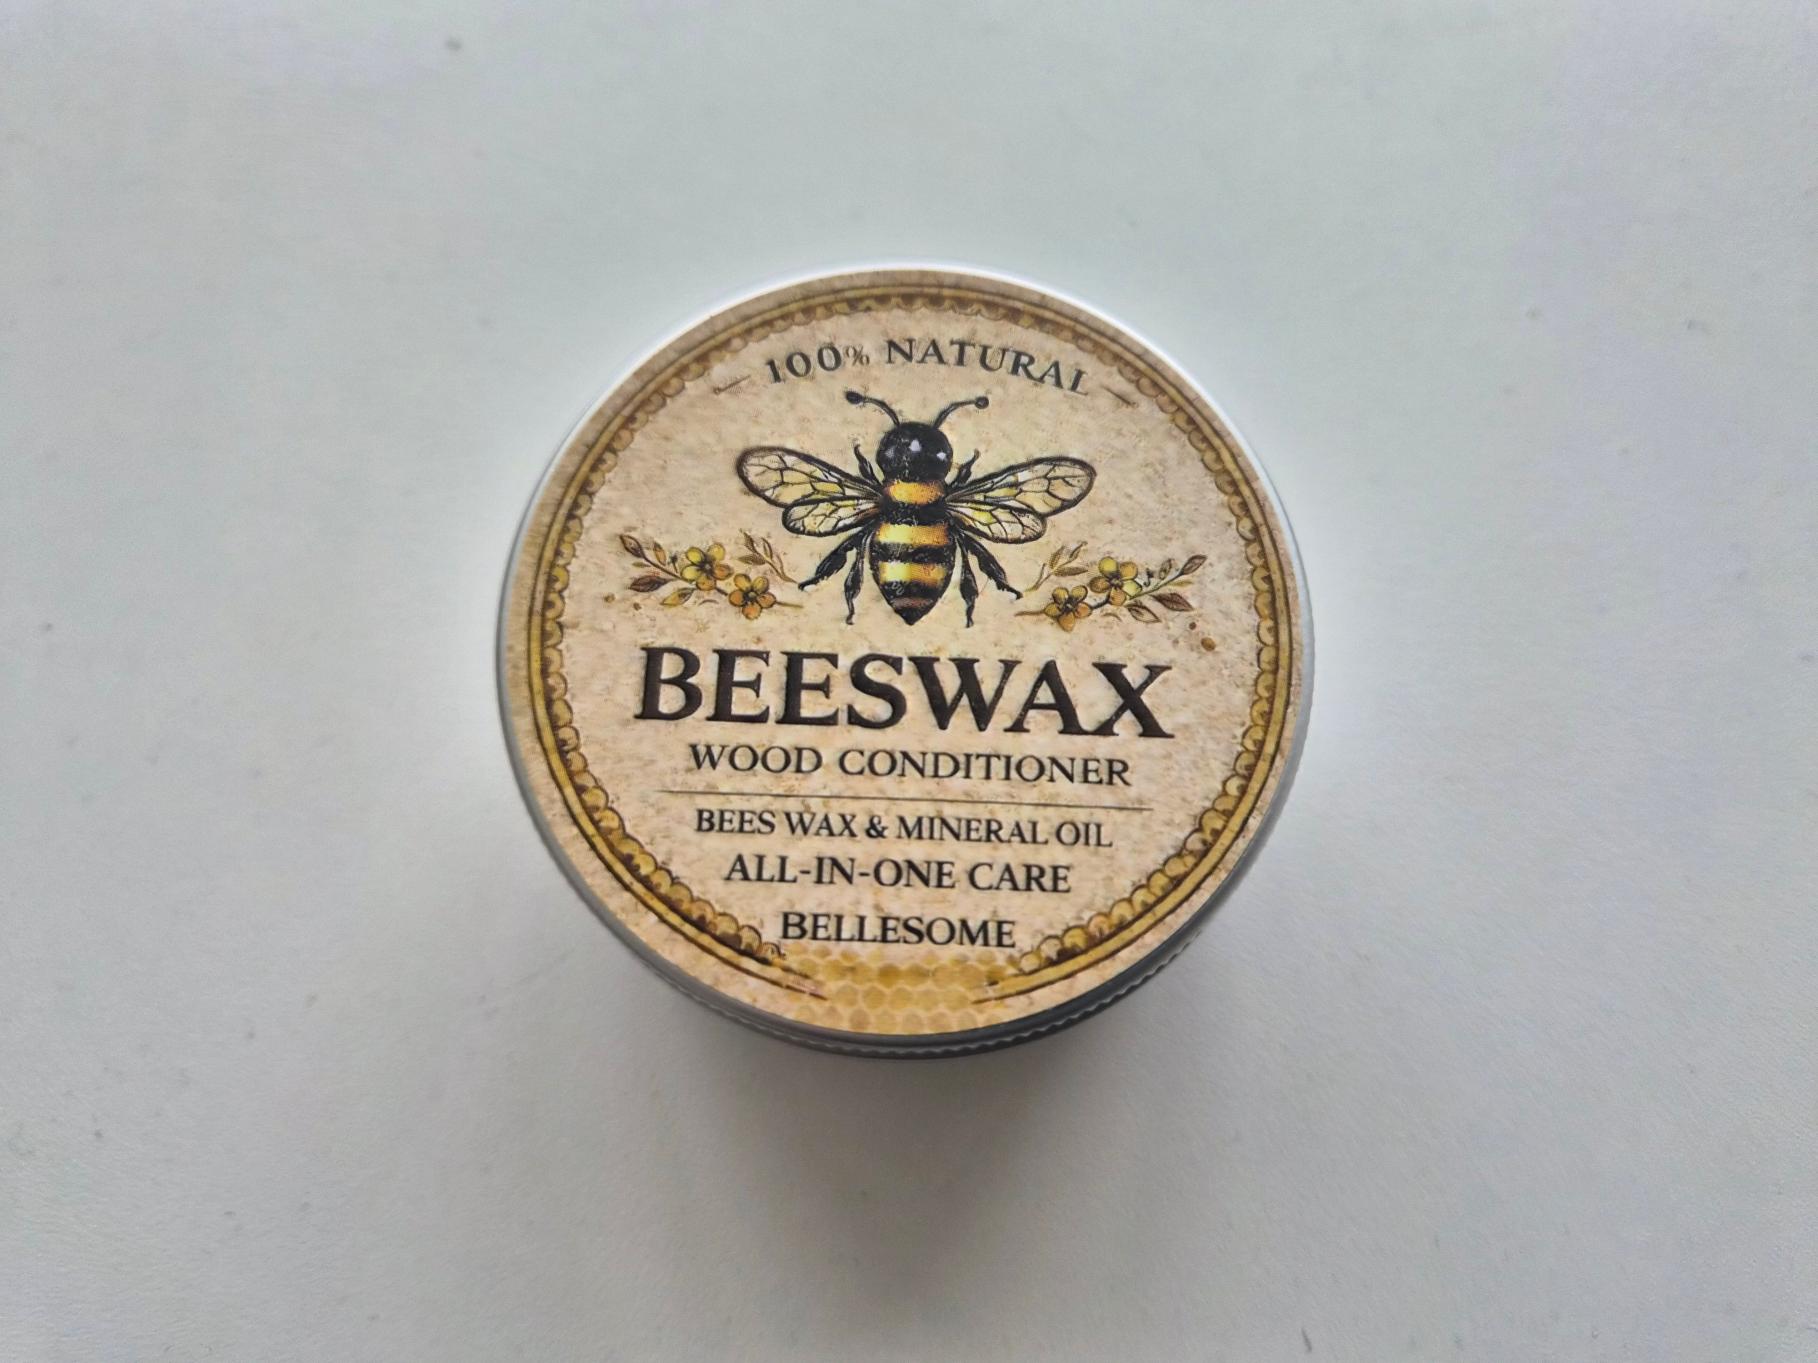 100% NATURAL
BEESWAX
WOOD CONDITIONER
BEES WAX & MINERAL OIL
ALL-IN-ONE CARE
BELLESOME